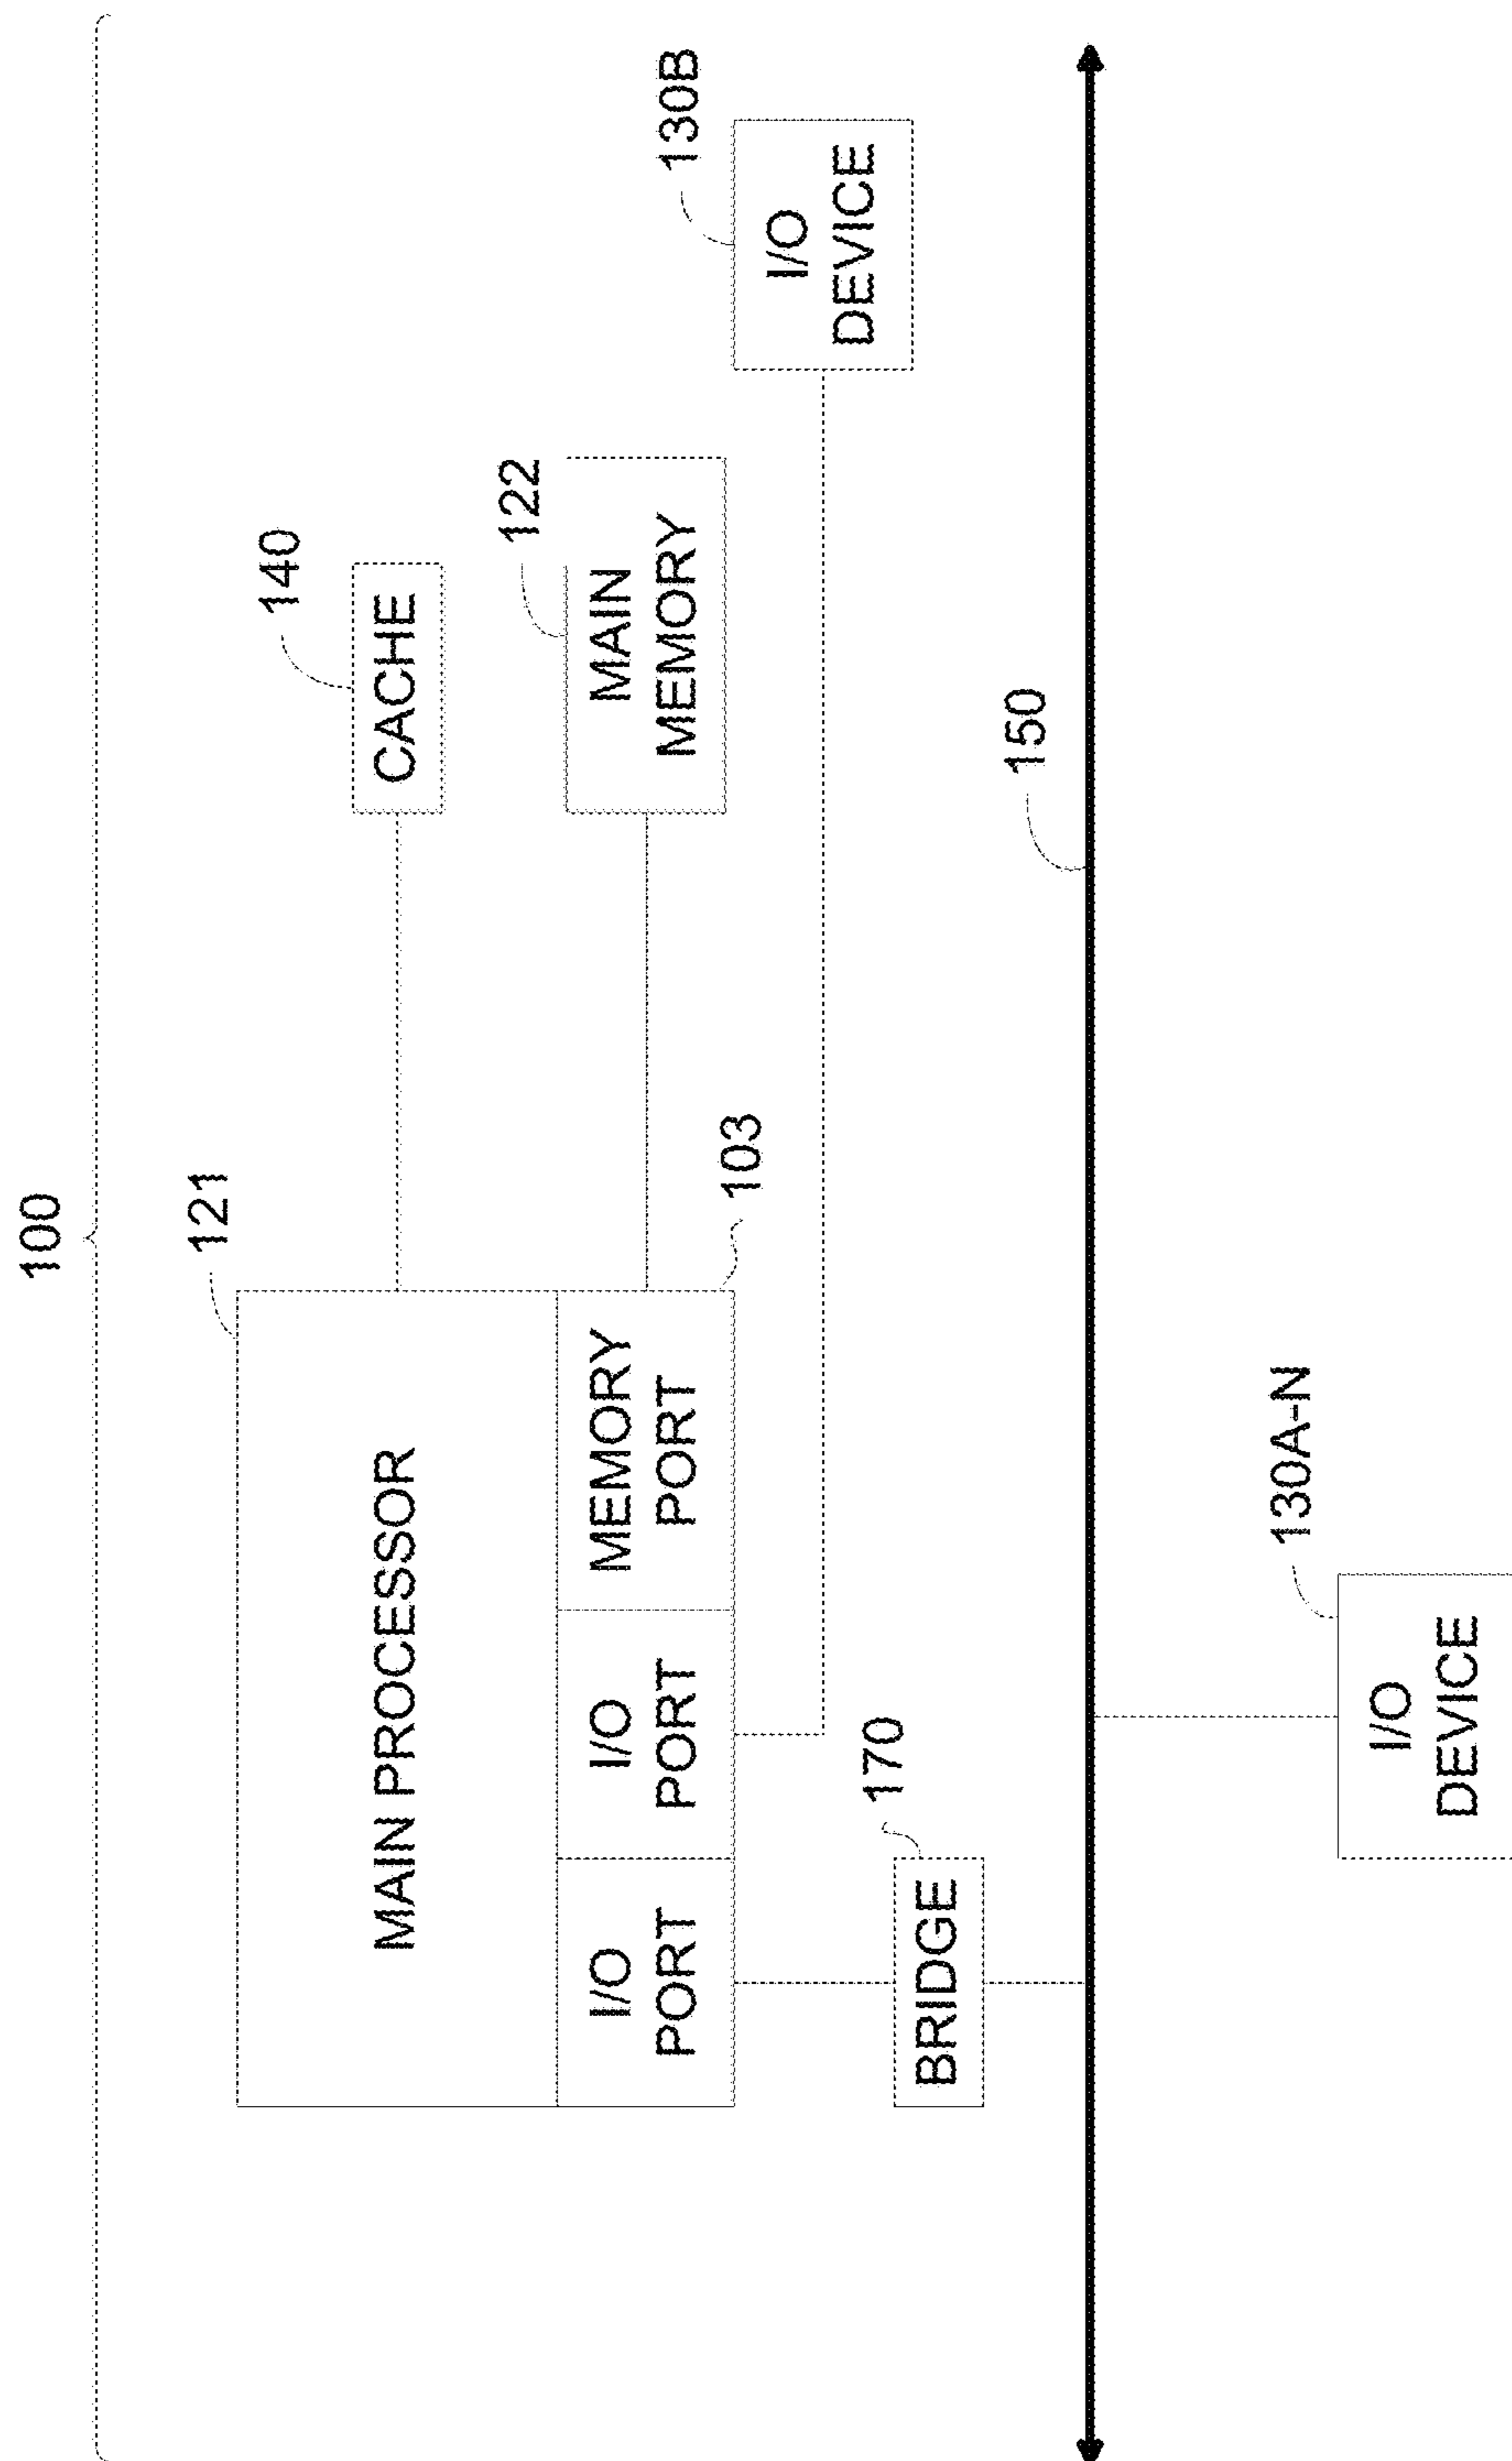 100
121
MAIN PROCESSOR
I/O
PORT
I/O
PORT
MEMORY
PORT
103
140
CACHE
122
MAIN
MEMORY
130B
I/O
DEVICE
170
BRIDGE
150
130A-N
I/O
DEVICE